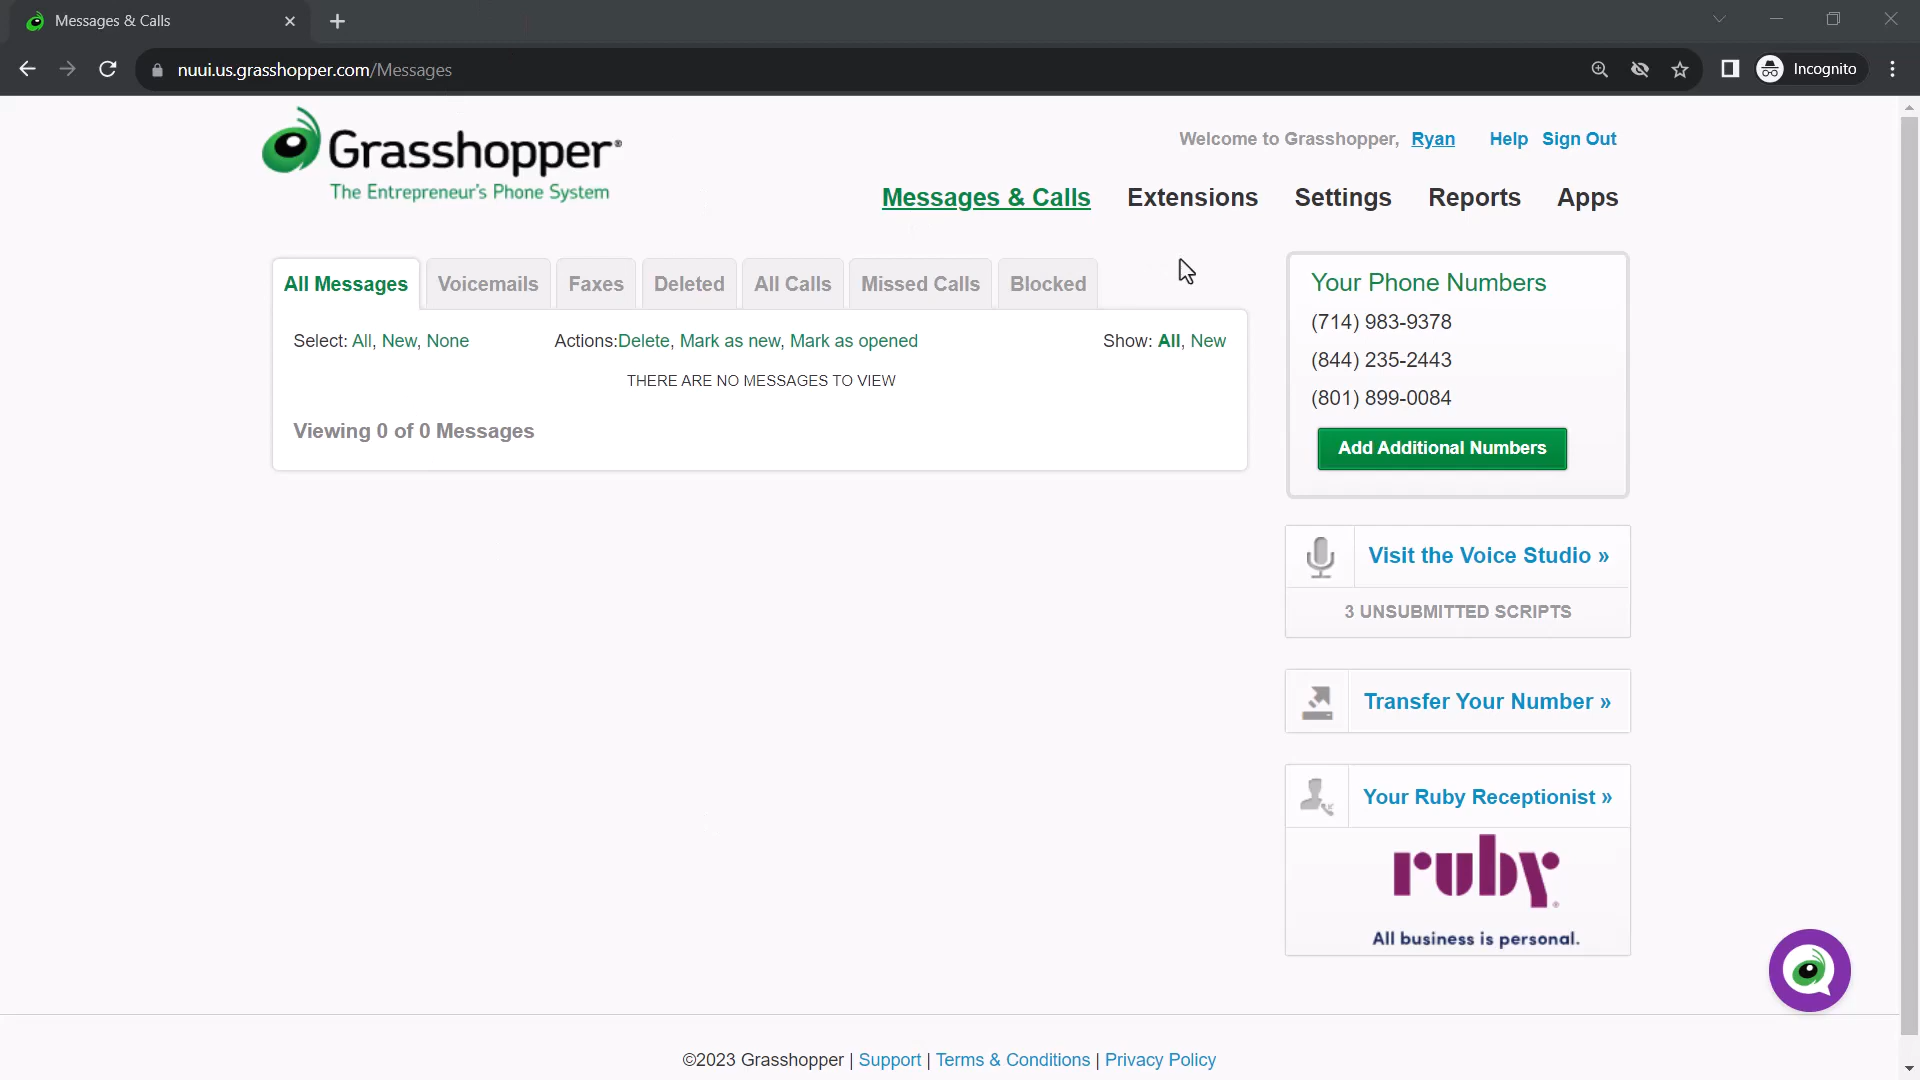 Messages & Calls
nuui.us.grasshopper.com/Messages
Incognito
Grasshopper®
The Entrepreneur's Phone System
Welcome to Grasshopper, Ryan Help Sign Out
Messages & Calls Extensions Settings Reports Apps
All Messages Voicemails Faxes Deleted All Calls Missed Calls Blocked
Select: All, New, None Actions:Delete, Mark as new, Mark as opened Show: All, New
THERE ARE NO MESSAGES TO VIEW
Viewing 0 of 0 Messages
Your Phone Numbers
(714) 983-9378
(844) 235-2443
(801) 899-0084
Add Additional Numbers
Visit the Voice Studio »
3 UNSUBMITTED SCRIPTS
Transfer Your Number »
Your Ruby Receptionist »
ruby®
All business is personal.
©2023 Grasshopper | Support | Terms & Conditions | Privacy Policy